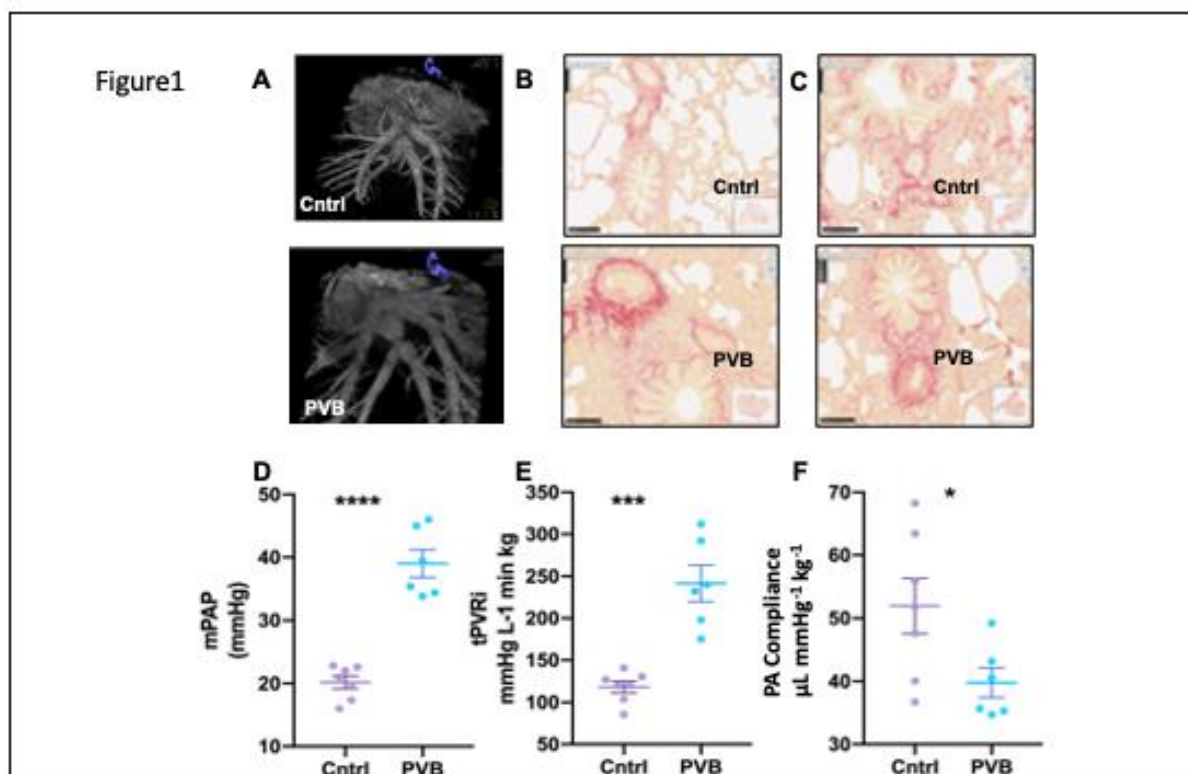 Figure1
A
B
C
Cntrl
Cntrl
Cntrl
PVB
PVB
PVB
D
E
F
mPAP
(mmHg)
50
40
30
20
10
****
Cntrl PVB
tPVRi
mmHg L-1 min kg
350
300
250
200
150
100
50
***
Cntrl PVB
PA Compliance
µL mmHg⁻¹ kg⁻¹
70
60
50
40
30
*
Cntrl PVB